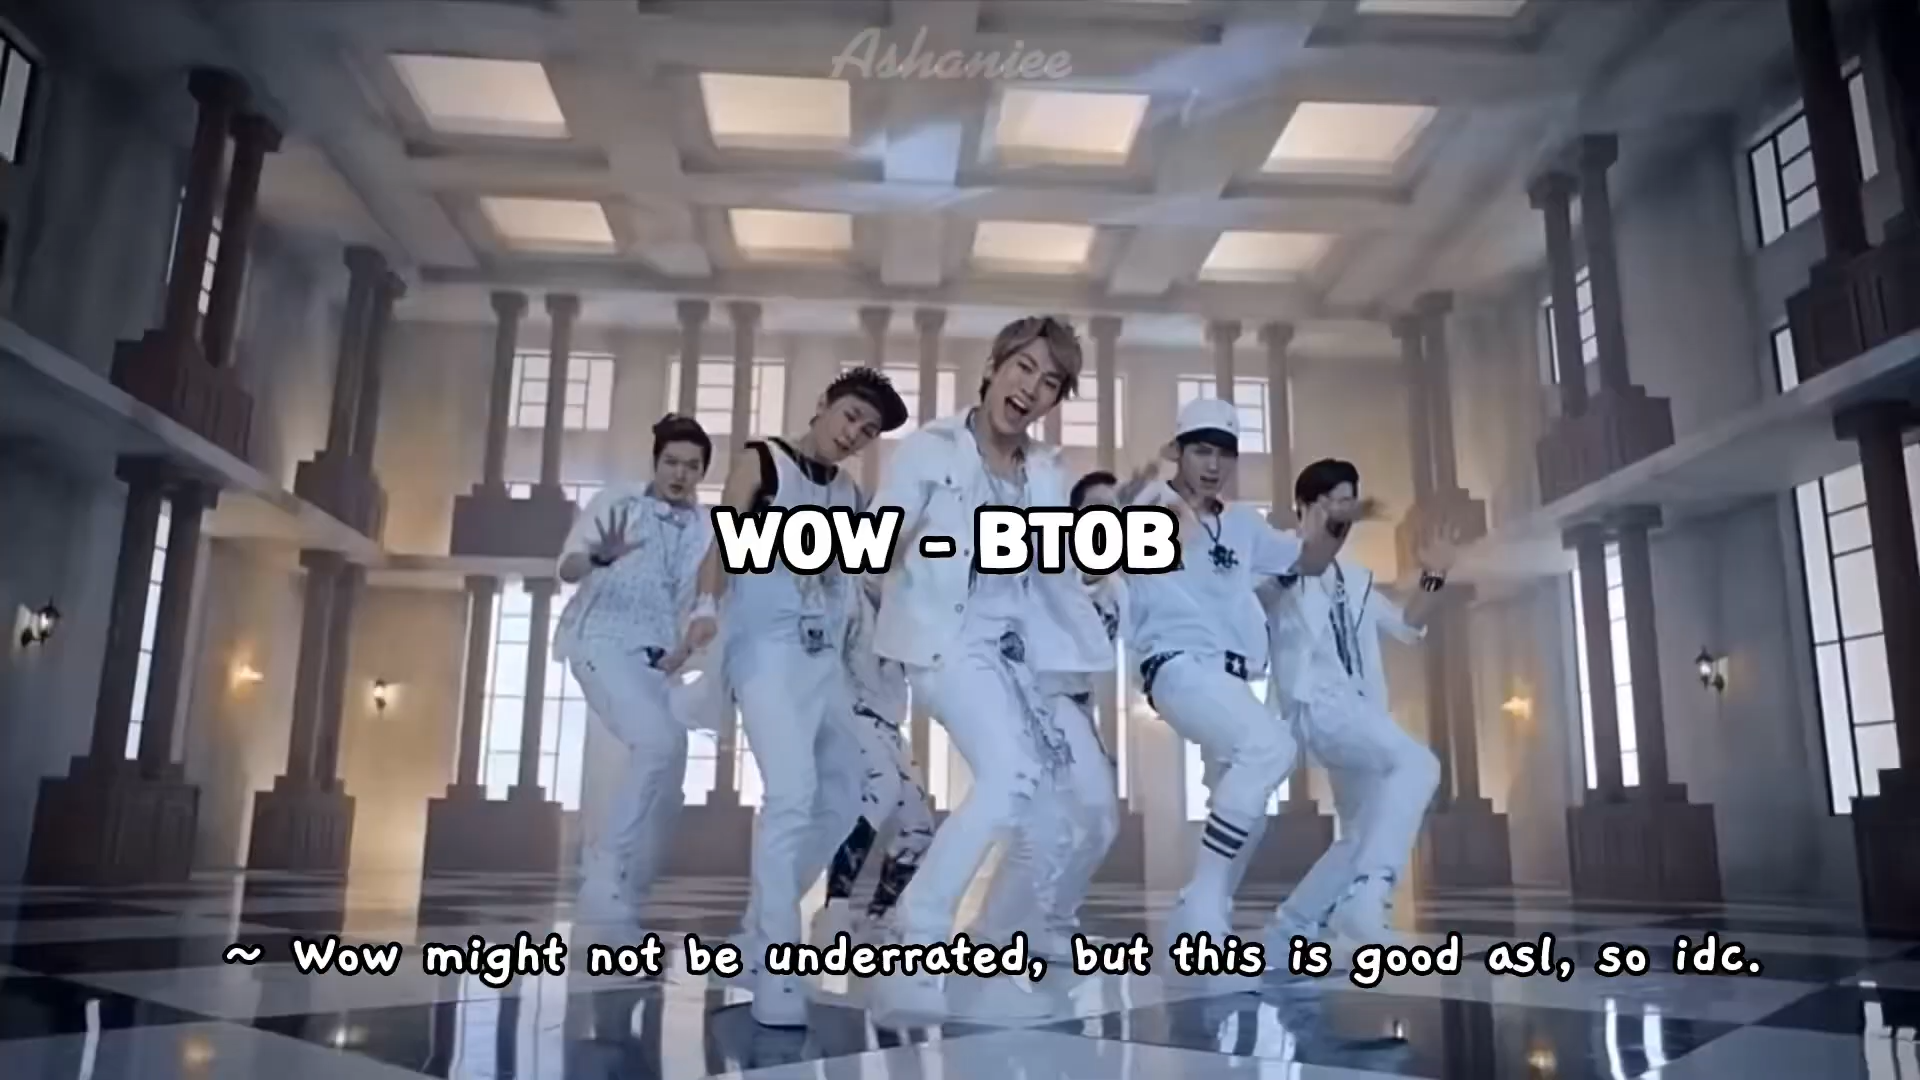 Ashaniee
WOW - BTOB
~ Wow might not be underrated, but this is good asl, so idc.